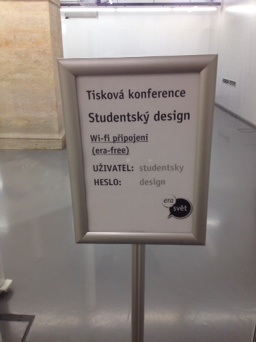 Tisková konference
Studentský design
Wi-fi připojení
(era-free)
UŽIVATEL: studentsky
HESLO: design
era
svět